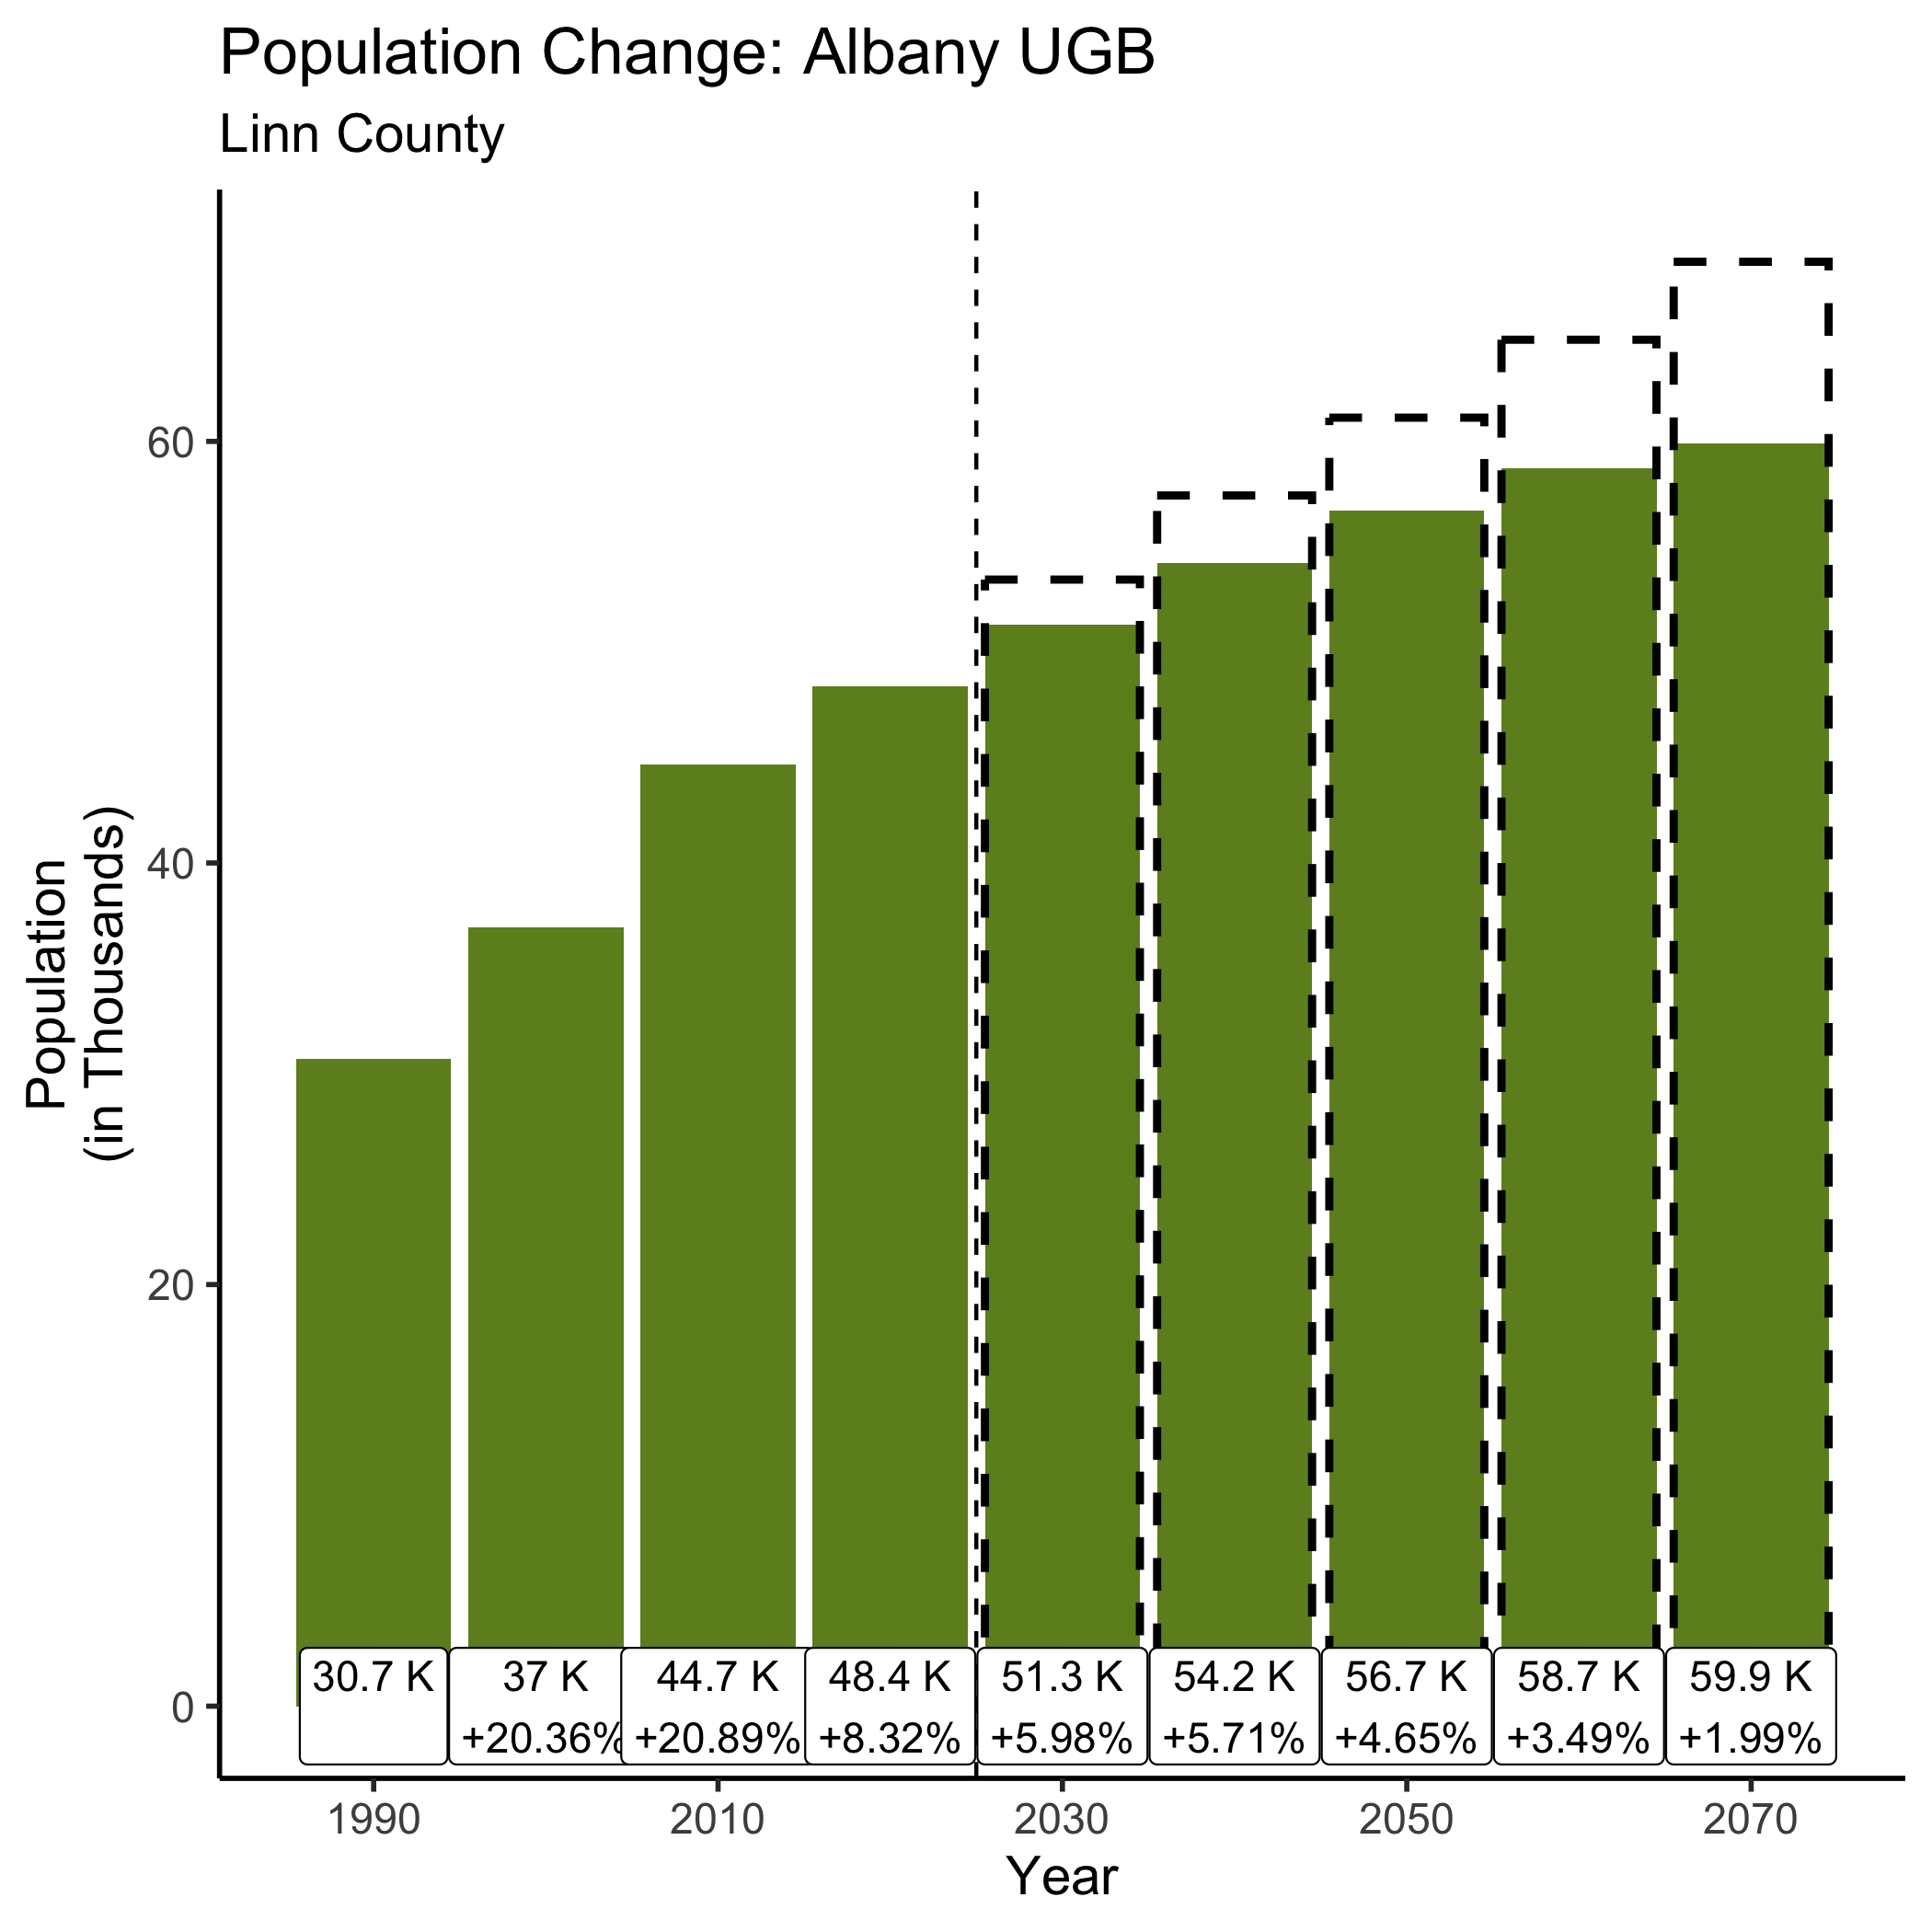 Population Change: Albany UGB
Linn County
Population
(in Thousands)
60
40
20
0
30.7 K
37 K
+20.36%
44.7 K
+20.89%
48.4 K
+8.32%
51.3 K
+5.98%
54.2 K
+5.71%
56.7 K
+4.65%
58.7 K
+3.49%
59.9 K
+1.99%
1990 2010 2030 2050 2070
Year